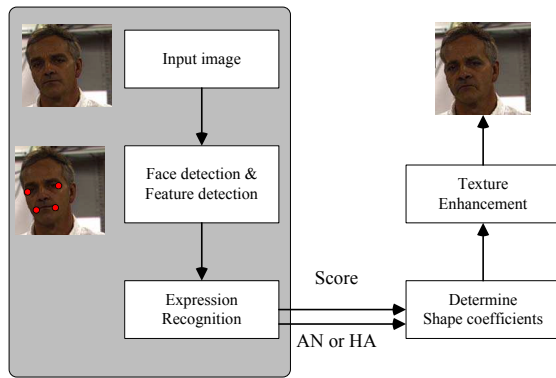 Input image
Face detection &
Feature detection
Expression
Recognition
Score
AN or HA
Determine
Shape coefficients
Texture
Enhancement